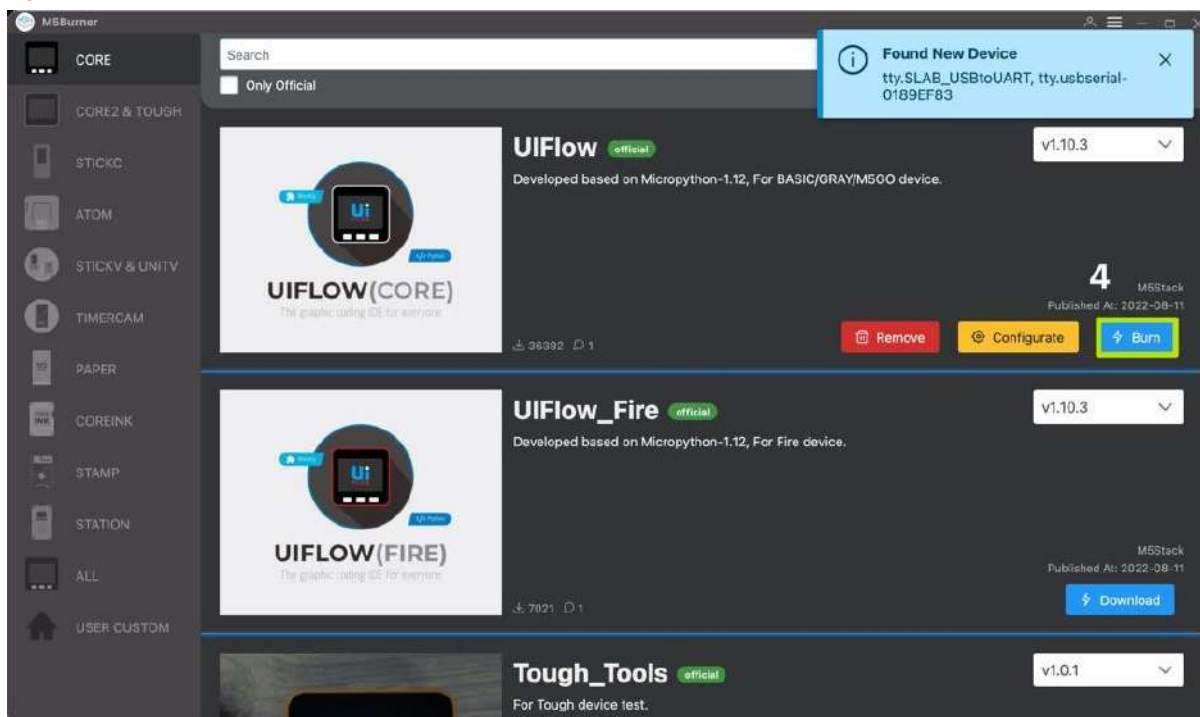 M5Burner
CORE
CORE2 & TOUGH
STICKC
ATOM
STICKV & UNITV
TIMERCAM
PAPER
COREINK
STAMP
STATION
ALL
USER CUSTOM
Search
Only Official
Found New Device
tty.SLAB_USBtoUART, tty.usbserial-
0189EF83
Ui
UIFLOW(CORE)
The graphic coding IDE for everyone
UIFlow official
v1.10.3
Developed based on Micropython-1.12, For BASIC/GRAY/M5GO device.
4
M5Stack
Published At: 2022-08-11
36392 1
Remove
Configurate
Burn
Ui
UIFLOW(FIRE)
The graphic coding IDE for everyone
UIFlow_Fire official
v1.10.3
Developed based on Micropython-1.12, For Fire device.
M5Stack
Published At: 2022-08-11
7021 1
Download
Tough_Tools official
v1.0.1
For Tough device test.